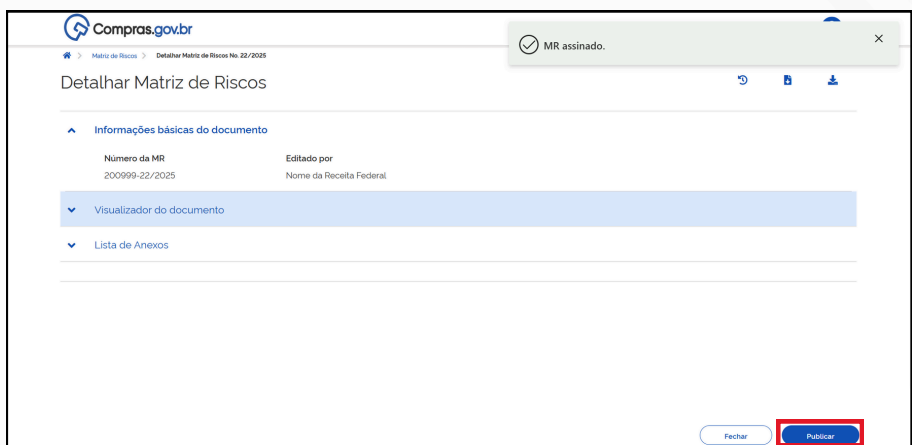 Compras.gov.br
MR assinado.
Matriz de Riscos > Detalhar Matriz de Riscos No. 22/2025
Detalhar Matriz de Riscos
Informações básicas do documento
Número da MR Editado por
200999-22/2025 Nome da Receita Federal
Visualizador do documento
Lista de Anexos
Fechar Publicar